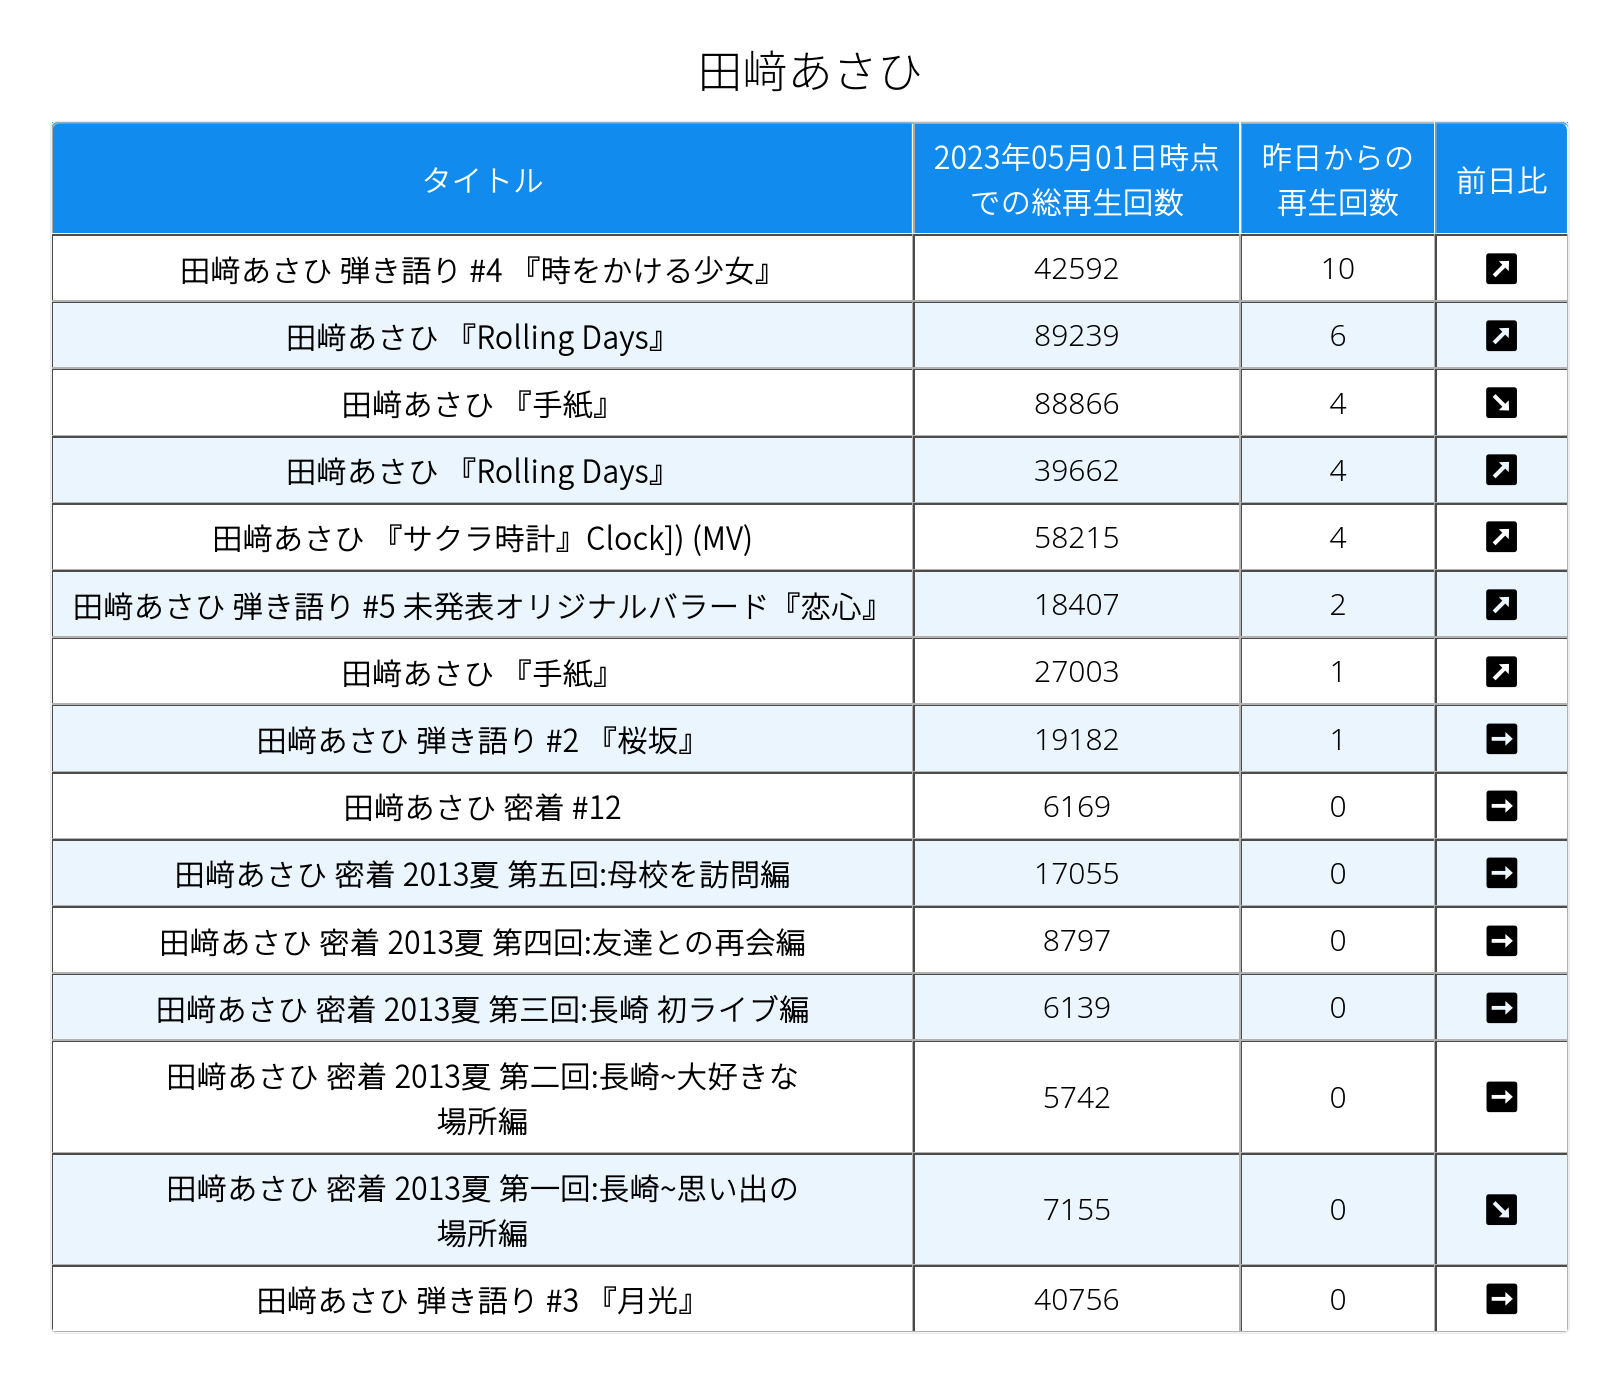 田﨑あさひ
タイトル
2023年05月01日時点
での総再生回数
昨日からの
再生回数
前日比
田﨑あさひ 弾き語り #4 『時をかける少女』 42592 10
田﨑あさひ 『Rolling Days』 89239 6
田﨑あさひ 『手紙』 88866 4
田﨑あさひ 『Rolling Days』 39662 4
田﨑あさひ 『サクラ時計』Clock]) (MV) 58215 4
田﨑あさひ 弾き語り #5 未発表オリジナルバラード『恋心』 18407 2
田﨑あさひ 『手紙』 27003 1
田﨑あさひ 弾き語り #2 『桜坂』 19182 1
田﨑あさひ 密着 #12 6169 0
田﨑あさひ 密着 2013夏 第五回:母校を訪問編 17055 0
田﨑あさひ 密着 2013夏 第四回:友達との再会編 8797 0
田﨑あさひ 密着 2013夏 第三回:長崎 初ライブ編 6139 0
田﨑あさひ 密着 2013夏 第二回:長崎~大好きな
場所編 5742 0
田﨑あさひ 密着 2013夏 第一回:長崎~思い出の
場所編 7155 0
田﨑あさひ 弾き語り #3 『月光』 40756 0